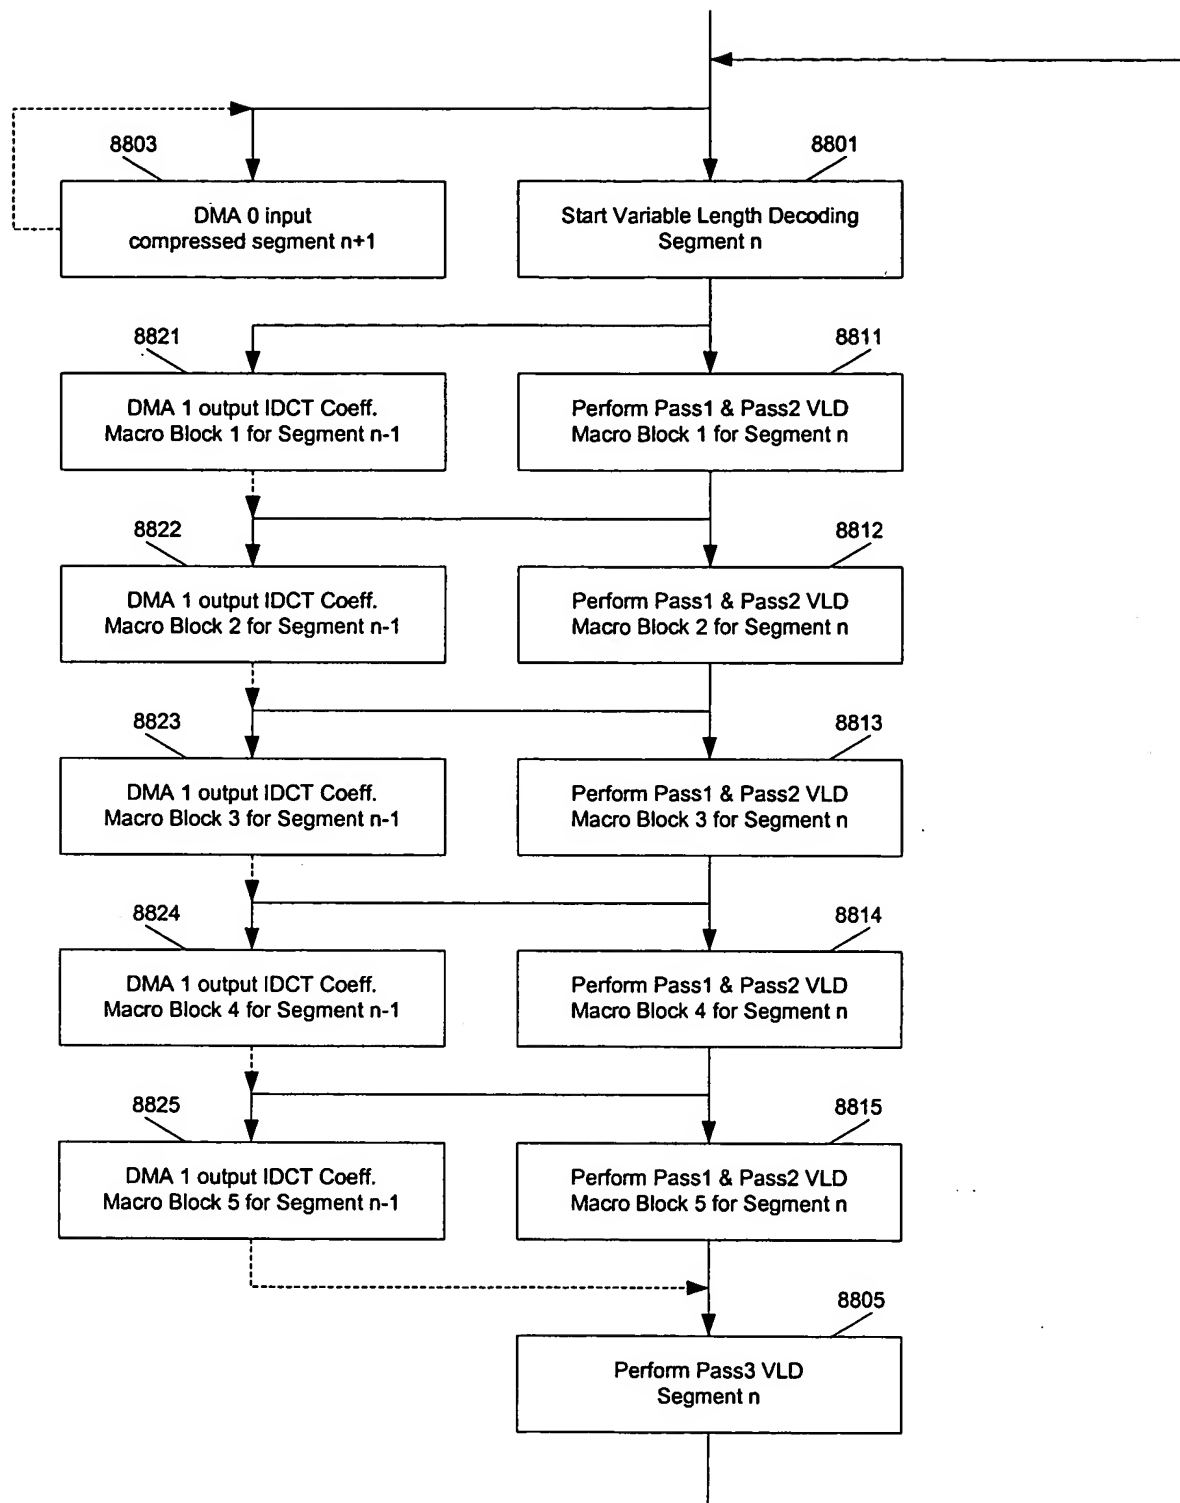 8803
8801
DMA 0 input
compressed segment n+1
Start Variable Length Decoding
Segment n
8821
8811
DMA 1 output IDCT Coeff.
Macro Block 1 for Segment n-1
Perform Pass1 & Pass2 VLD
Macro Block 1 for Segment n
8822
8812
DMA 1 output IDCT Coeff.
Macro Block 2 for Segment n-1
Perform Pass1 & Pass2 VLD
Macro Block 2 for Segment n
8823
8813
DMA 1 output IDCT Coeff.
Macro Block 3 for Segment n-1
Perform Pass1 & Pass2 VLD
Macro Block 3 for Segment n
8824
8814
DMA 1 output IDCT Coeff.
Macro Block 4 for Segment n-1
Perform Pass1 & Pass2 VLD
Macro Block 4 for Segment n
8825
8815
DMA 1 output IDCT Coeff.
Macro Block 5 for Segment n-1
Perform Pass1 & Pass2 VLD
Macro Block 5 for Segment n
8805
Perform Pass3 VLD
Segment n